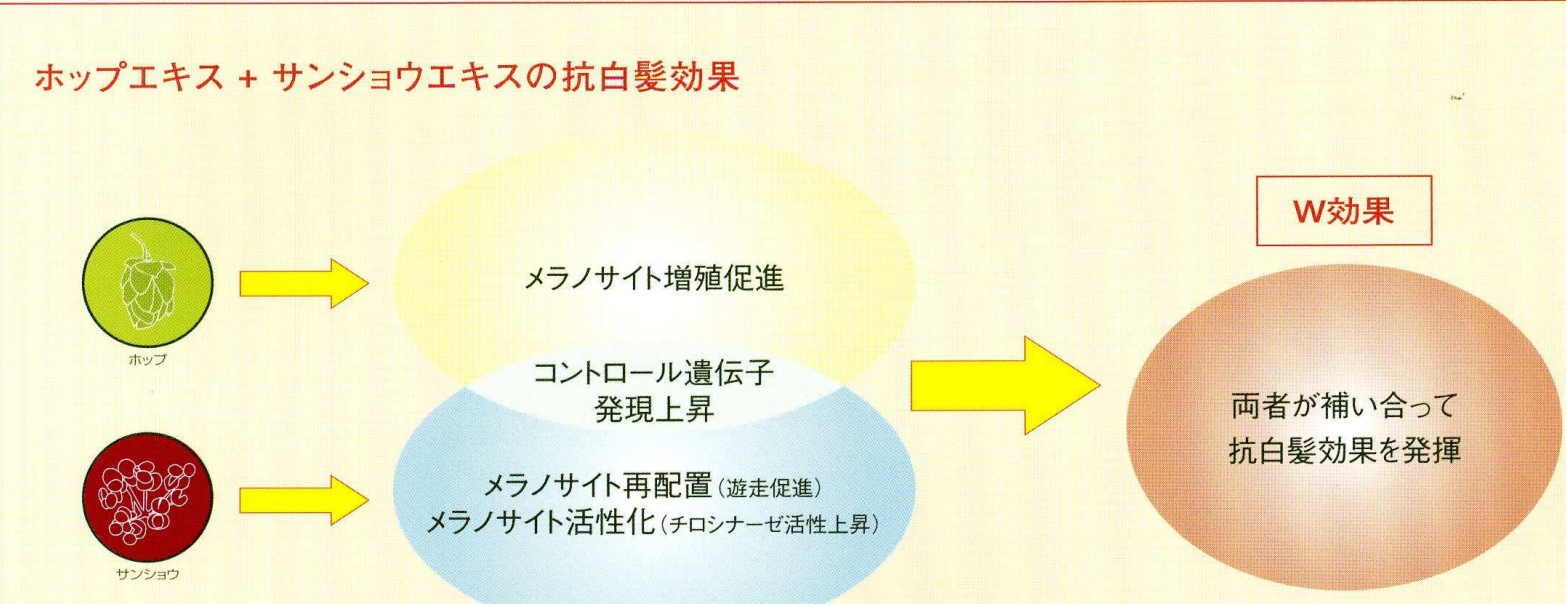 ホップエキス + サンショウエキスの抗白髪効果
W効果
メラノサイト増殖促進
ホップ
コントロール遺伝子
発現上昇
両者が補い合って
抗白髪効果を発揮
メラノサイト再配置（遊走促進）
メラノサイト活性化（チロシナーゼ活性上昇）
サンショウ